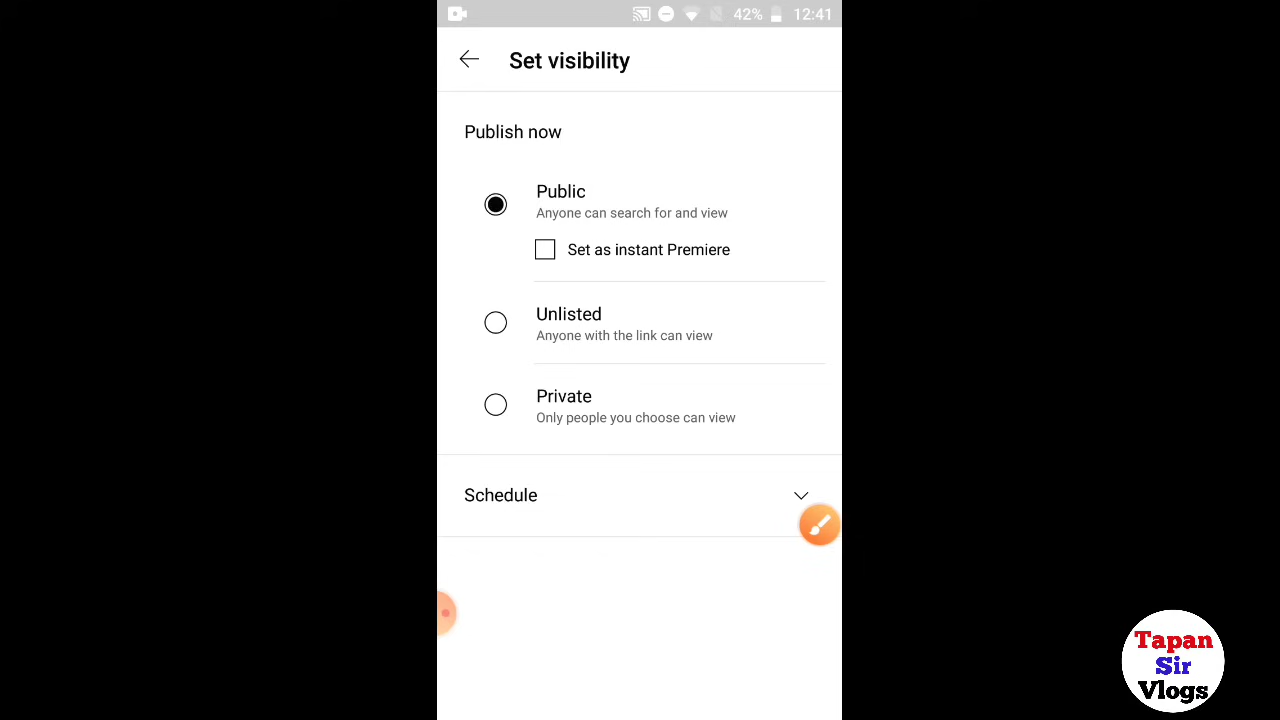 42% 12:41
Set visibility
Publish now
Public
Anyone can search for and view
Set as instant Premiere
Unlisted
Anyone with the link can view
Private
Only people you choose can view
Schedule
Tapan
Sir
Vlogs